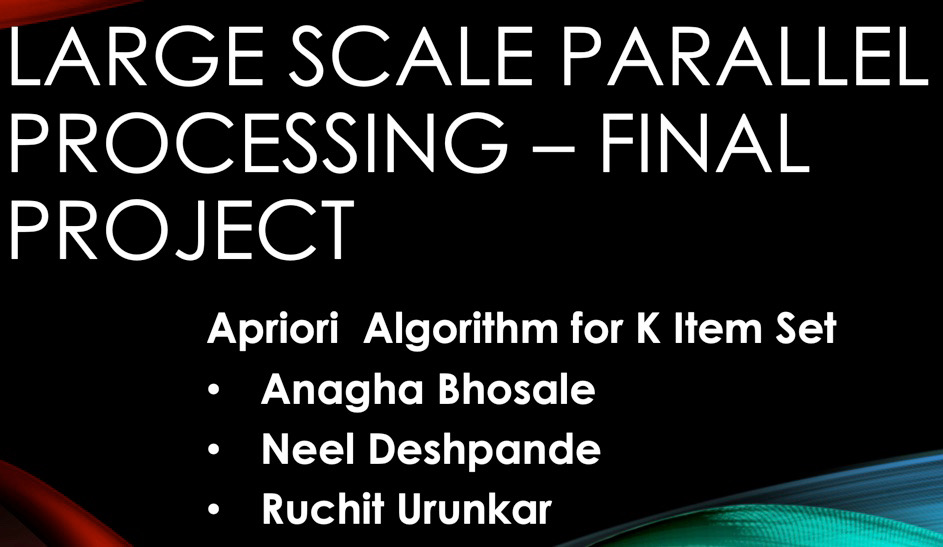 LARGE SCALE PARALLEL
PROCESSING – FINAL
PROJECT
Apriori  Algorithm for K Item Set
• Anagha Bhosale
• Neel Deshpande
• Ruchit Urunkar